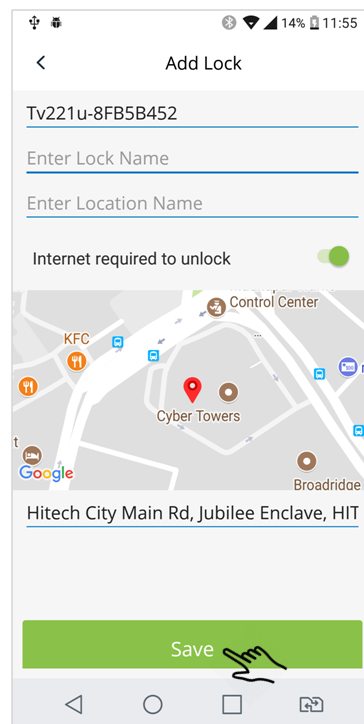 14% 11:55
Add Lock
Tv221u-8FB5B452
Enter Lock Name
Enter Location Name
Internet required to unlock
Control Center
KFC
Cyber Towers
Google
Broadridge
Hitech City Main Rd, Jubilee Enclave, HIT
Save